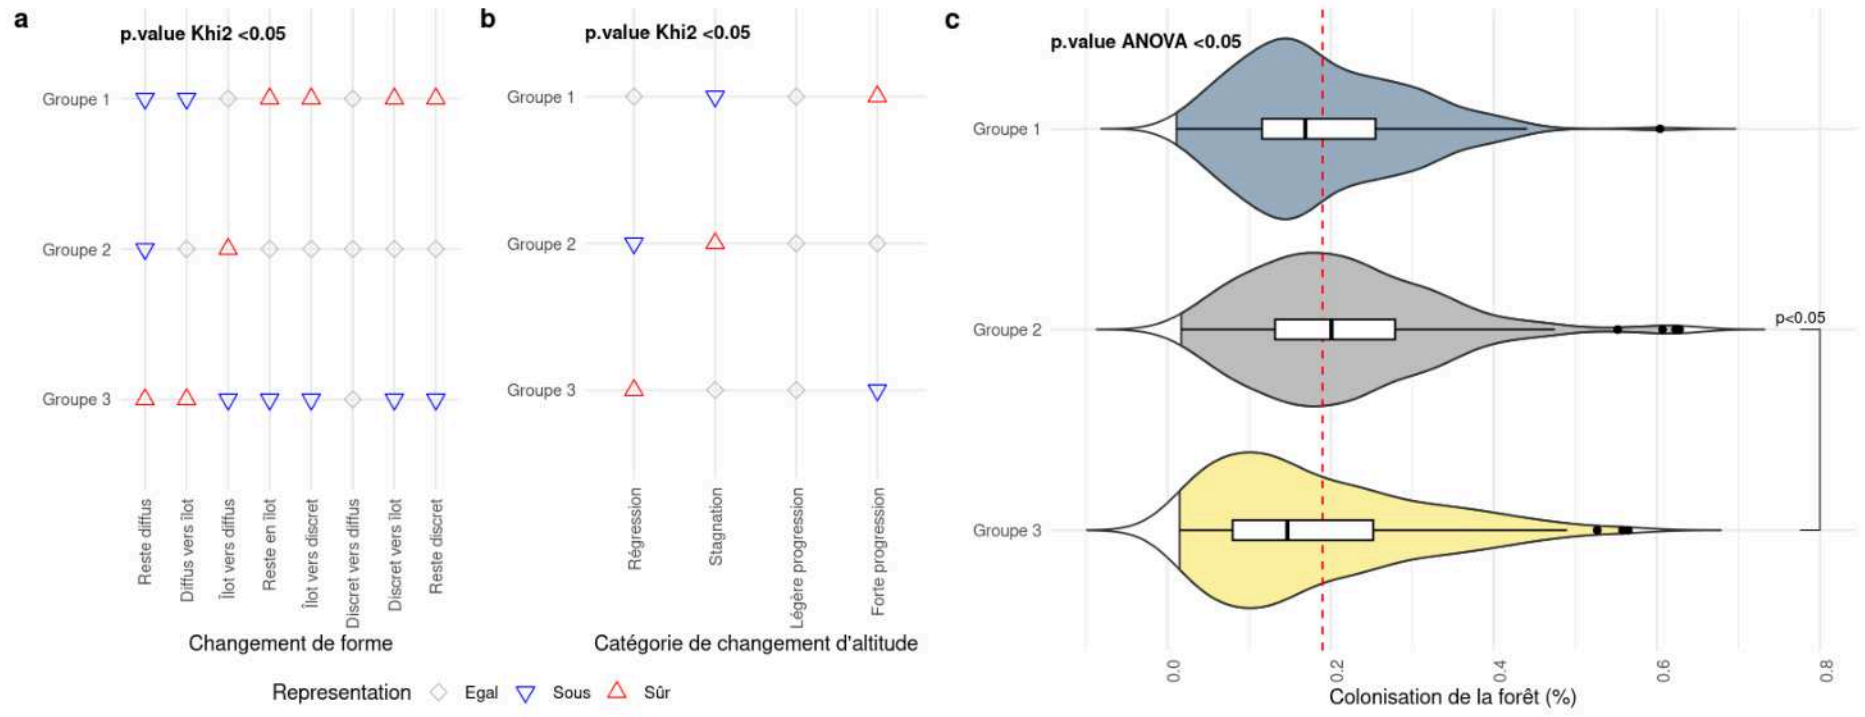 a
p.value Khi2 <0.05
Groupe 1
Groupe 2
Groupe 3
Reste diffus
Diffus vers îlot
Îlot vers diffus
Reste en îlot
Îlot vers discret
Discret vers diffus
Discret vers îlot
Reste discret
Changement de forme
b
p.value Khi2 <0.05
Groupe 1
Groupe 2
Groupe 3
Régression
Stagnation
Légère progression
Forte progression
Catégorie de changement d'altitude
Representation
Egal
Sous
Sûr
c
p.value ANOVA <0.05
Groupe 1
Groupe 2
Groupe 3
p<0.05
0.0
0.2
0.4
0.6
0.8
Colonisation de la forêt (%)